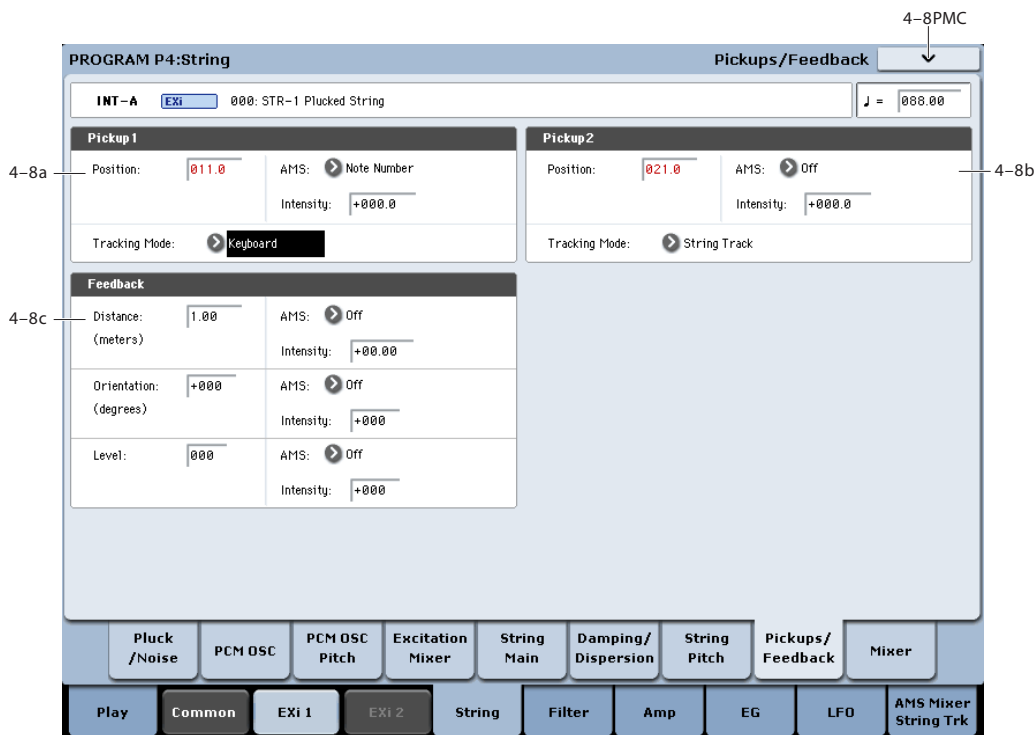 4–8PMC
PROGRAM P4:String
Pickups/Feedback
INT-A EXi 000: STR-1 Plucked String
♩ = 088.00
Pickup1
4–8a
Position: 011.0 AMS: Note Number
Intensity: +000.0
Tracking Mode: Keyboard
Pickup2
Position: 021.0 AMS: Off
4–8b
Intensity: +000.0
Tracking Mode: String Track
Feedback
4–8c
Distance: 1.00 AMS: Off
(meters)
Intensity: +00.00
Orientation: +000 AMS: Off
(degrees)
Intensity: +000
Level: 000 AMS: Off
Intensity: +000
Pluck
/Noise
PCM OSC
PCM OSC
Pitch
Excitation
Mixer
String
Main
Damping/
Dispersion
String
Pitch
Pickups/
Feedback
Mixer
Play
Common
EXi 1
EXi 2
String
Filter
Amp
EG
LFO
AMS Mixer
String Trk